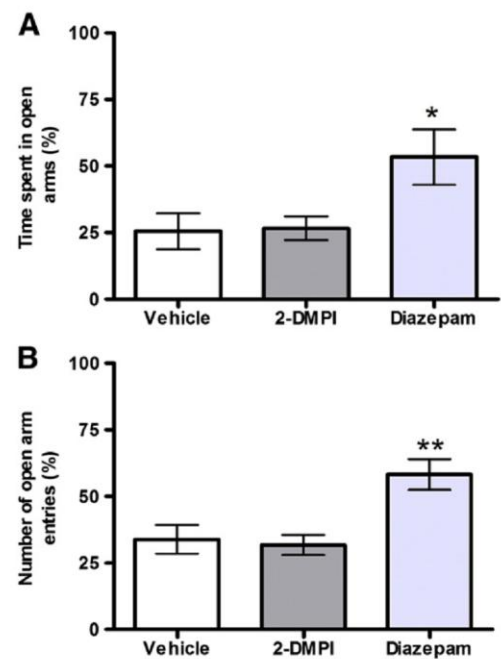 A
Time spent in open
arms (%)
100
75
50
25
0
*
Vehicle 2-DMPI Diazepam
B
Number of open arm
entries (%)
100
75
50
25
0
**
Vehicle 2-DMPI Diazepam